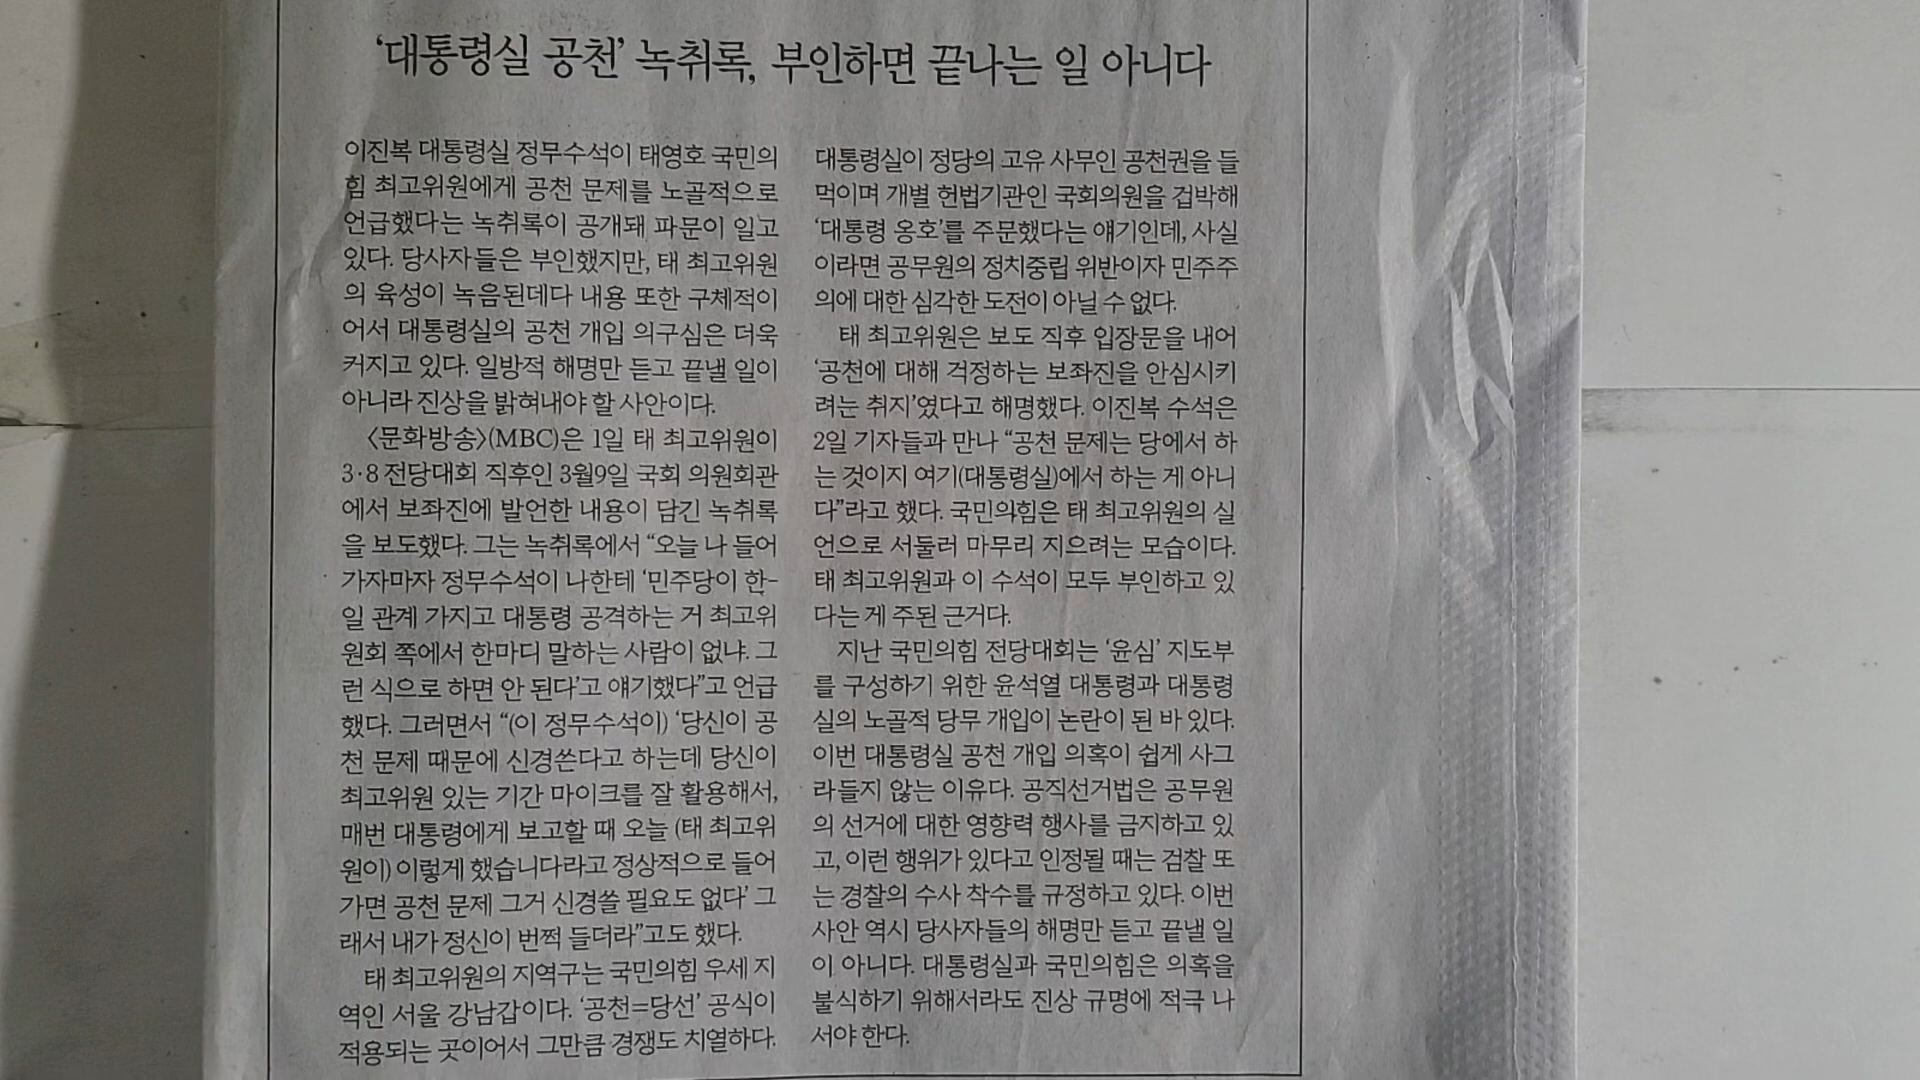 ‘대통령실 공천’ 녹취록, 부인하면 끝나는 일 아니다
이진복 대통령실 정무수석이 태영호 국민의
힘 최고위원에게 공천 문제를 노골적으로
언급했다는 녹취록이 공개돼 파문이 일고
있다. 당사자들은 부인했지만, 태 최고위원
의 육성이 녹음된데다 내용 또한 구체적이
어서 대통령실의 공천 개입 의구심은 더욱
커지고 있다. 일방적 해명만 듣고 끝낼 일이
아니라 진상을 밝혀내야 할 사안이다.
〈문화방송〉(MBC)은 1일 태 최고위원이
3·8 전당대회 직후인 3월9일 국회 의원회관
에서 보좌진에 발언한 내용이 담긴 녹취록
을 보도했다. 그는 녹취록에서 “오늘 나 들어
가자마자 정무수석이 나한테 ‘민주당이 한-
일 관계 가지고 대통령 공격하는 거 최고위
원회 쪽에서 한마디 말하는 사람이 없냐. 그
런 식으로 하면 안 된다’고 얘기했다”고 언급
했다. 그러면서 “(이 정무수석이) ‘당신이 공
천 문제 때문에 신경쓴다고 하는데 당신이
최고위원 있는 기간 마이크를 잘 활용해서,
매번 대통령에게 보고할 때 오늘 (태 최고위
원이) 이렇게 했습니다라고 정상적으로 들어
가면 공천 문제 그거 신경쓸 필요도 없다’ 그
래서 내가 정신이 번쩍 들더라”고도 했다.
태 최고위원의 지역구는 국민의힘 우세 지
역인 서울 강남갑이다. ‘공천=당선’ 공식이
적용되는 곳이어서 그만큼 경쟁도 치열하다.
대통령실이 정당의 고유 사무인 공천권을 들
먹이며 개별 헌법기관인 국회의원을 겁박해
‘대통령 옹호’를 주문했다는 얘기인데, 사실
이라면 공무원의 정치중립 위반이자 민주주
의에 대한 심각한 도전이 아닐 수 없다.
태 최고위원은 보도 직후 입장문을 내어
‘공천에 대해 걱정하는 보좌진을 안심시키
려는 취지’였다고 해명했다. 이진복 수석은
2일 기자들과 만나 “공천 문제는 당에서 하
는 것이지 여기(대통령실)에서 하는 게 아니
다”라고 했다. 국민의힘은 태 최고위원의 실
언으로 서둘러 마무리 지으려는 모습이다.
태 최고위원과 이 수석이 모두 부인하고 있
다는 게 주된 근거다.
지난 국민의힘 전당대회는 ‘윤심’ 지도부
를 구성하기 위한 윤석열 대통령과 대통령
실의 노골적 당무 개입이 논란이 된 바 있다.
이번 대통령실 공천 개입 의혹이 쉽게 사그
라들지 않는 이유다. 공직선거법은 공무원
의 선거에 대한 영향력 행사를 금지하고 있
고, 이런 행위가 있다고 인정될 때는 검찰 또
는 경찰의 수사 착수를 규정하고 있다. 이번
사안 역시 당사자들의 해명만 듣고 끝낼 일
이 아니다. 대통령실과 국민의힘은 의혹을
불식하기 위해서라도 진상 규명에 적극 나
서야 한다.